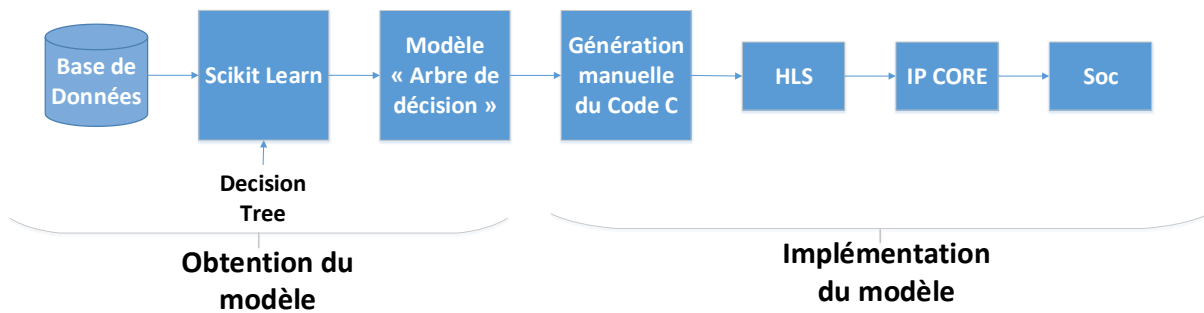 Base de
Données
Scikit Learn
Modèle
« Arbre de
décision »
Génération
manuelle
du Code C
HLS
IP CORE
Soc
Decision
Tree
Obtention du
modèle
Implémentation
du modèle